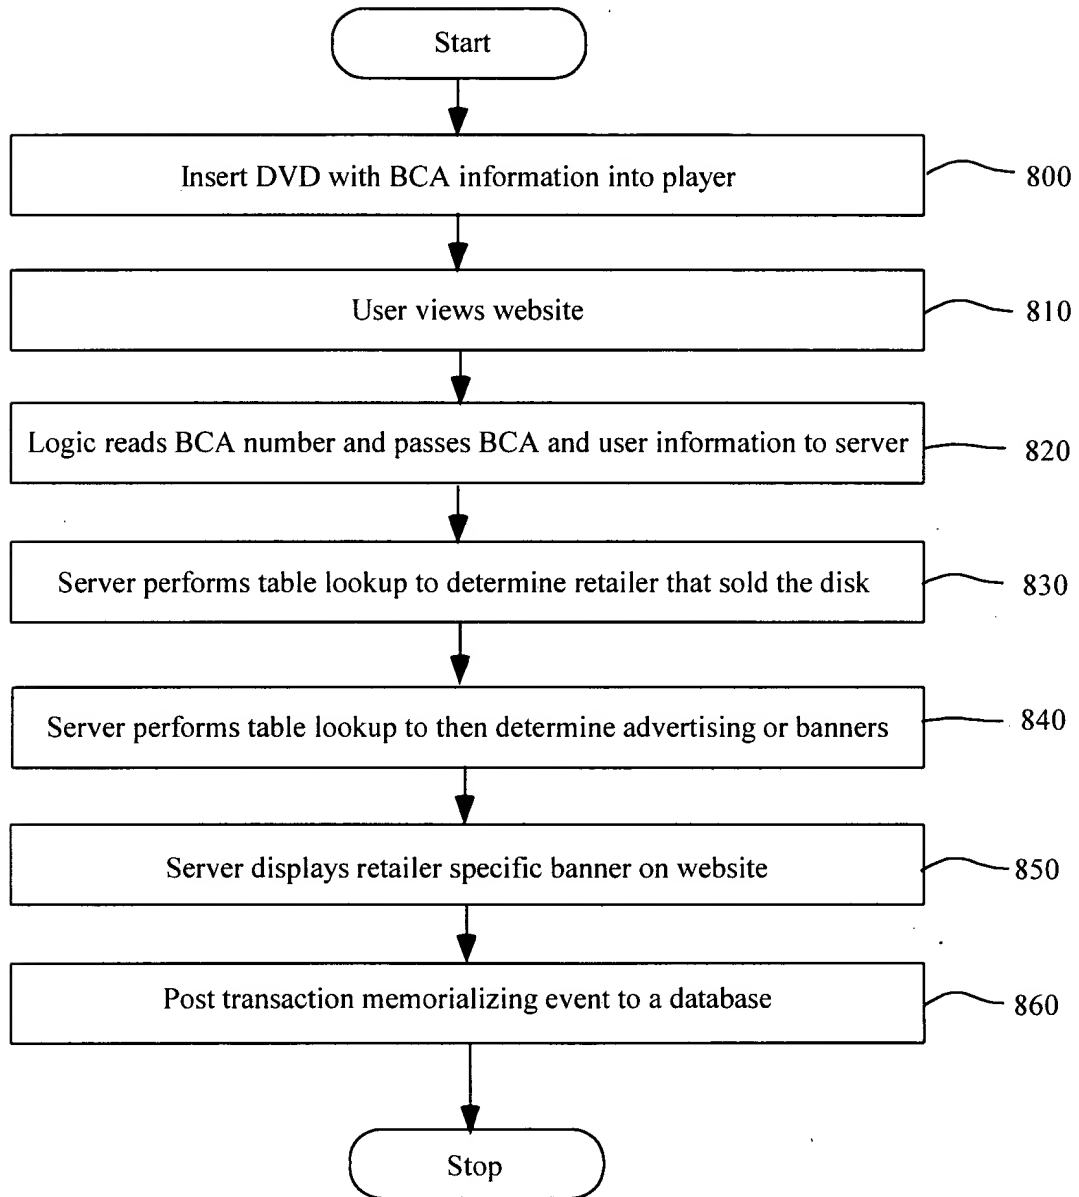 Start
Insert DVD with BCA information into player
800
User views website
810
Logic reads BCA number and passes BCA and user information to server
820
Server performs table lookup to determine retailer that sold the disk
830
Server performs table lookup to then determine advertising or banners
840
Server displays retailer specific banner on website
850
Post transaction memorializing event to a database
860
Stop